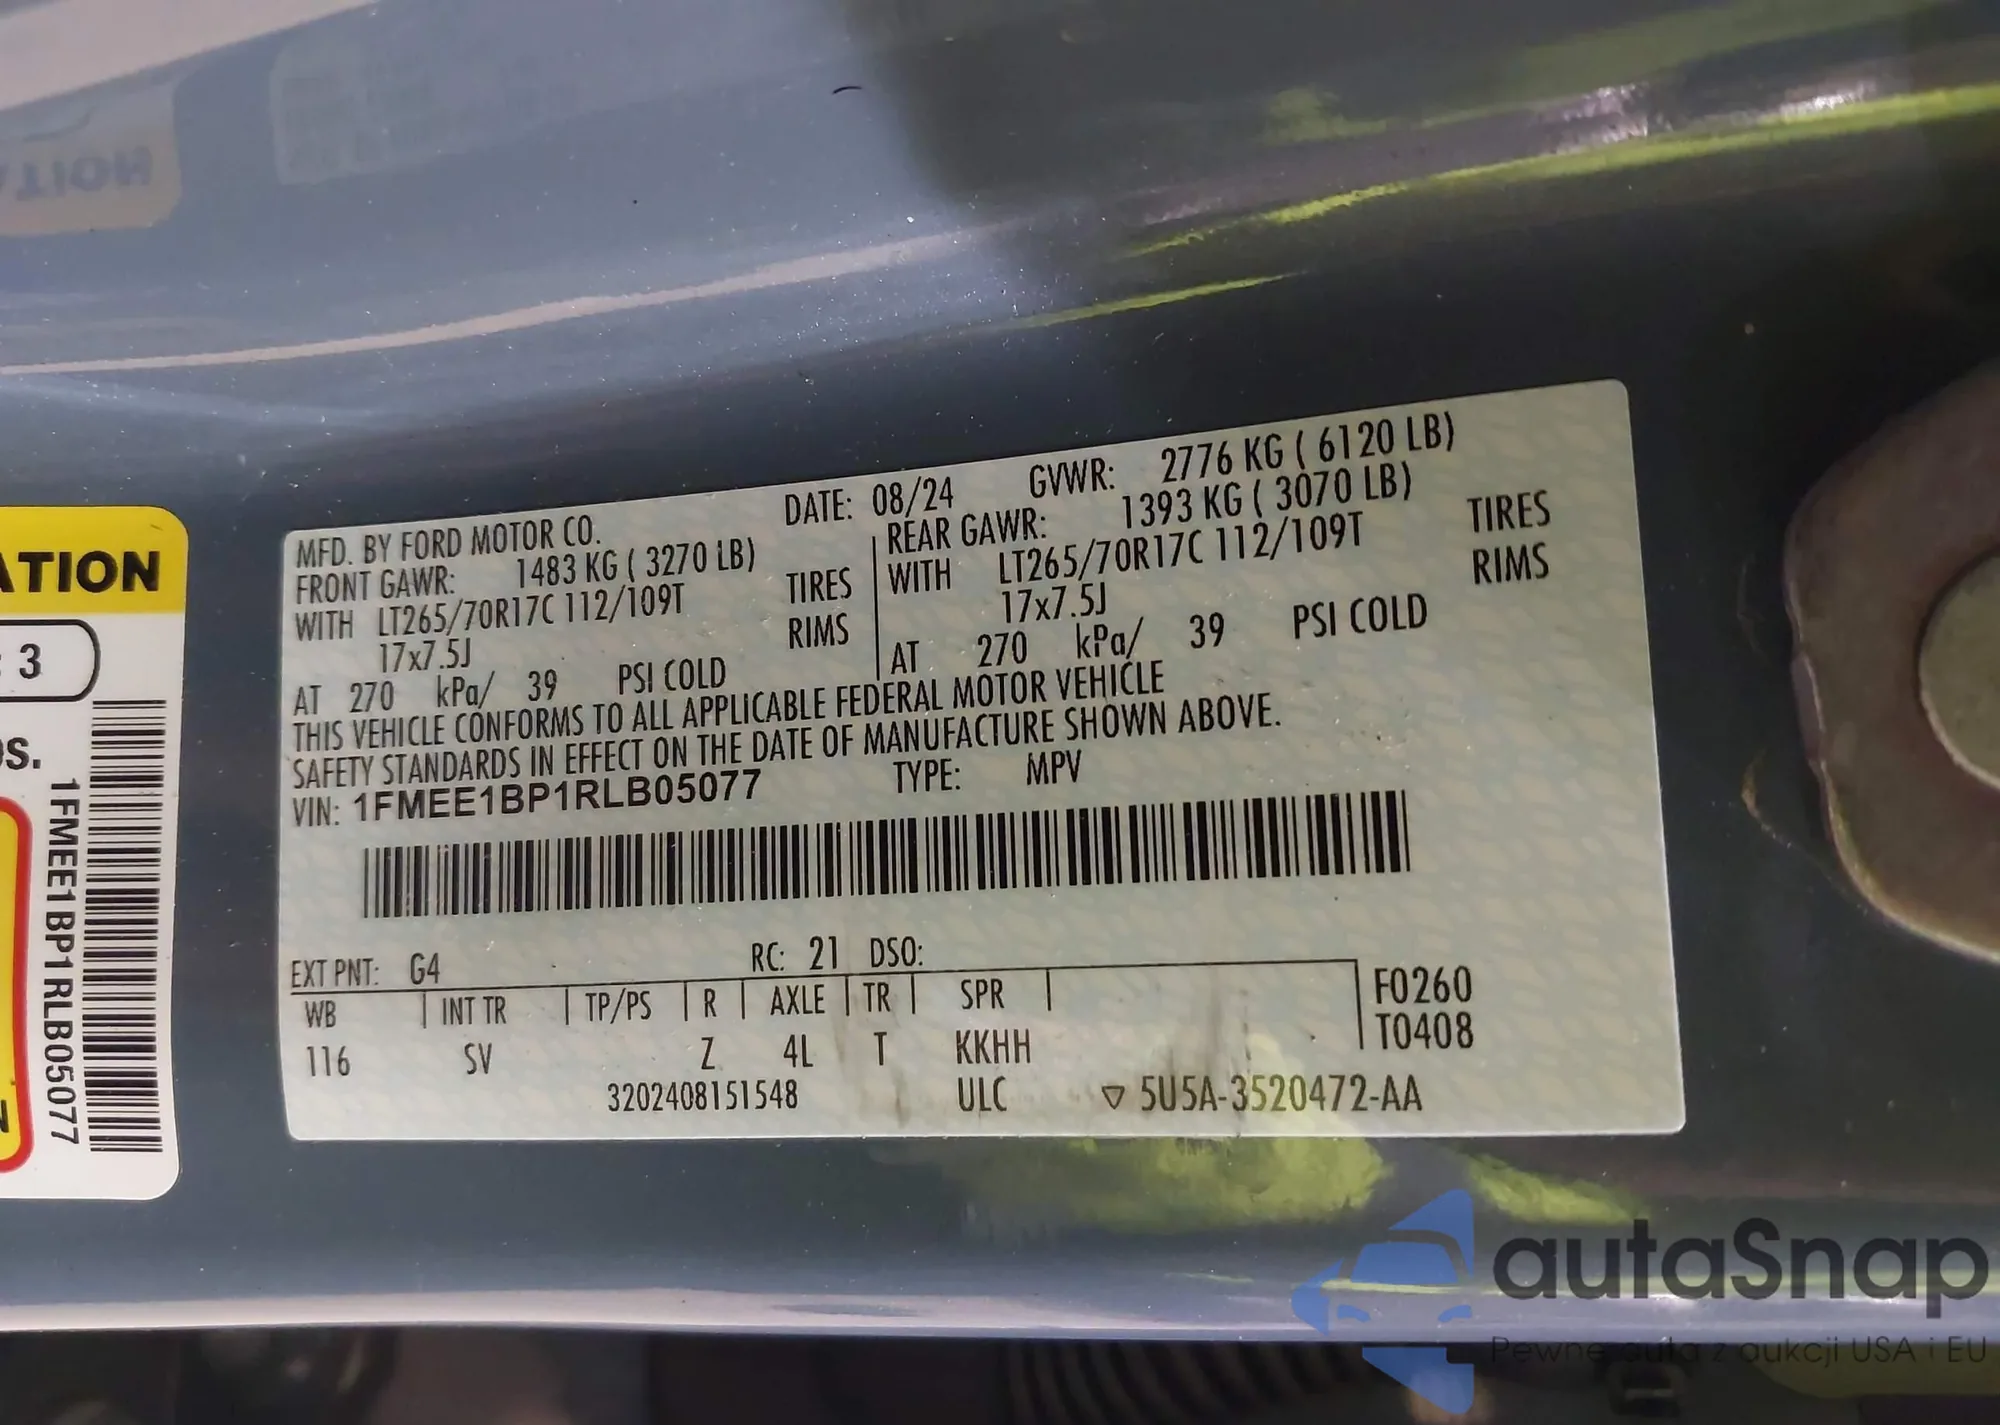 MFD. BY FORD MOTOR CO.
DATE: 08/24
GVWR: 2776 KG ( 6120 LB)
FRONT GAWR: 1483 KG ( 3270 LB)
WITH LT265/70R17C 112/109T TIRES
17x7.5J RIMS
AT 270 kPa/ 39 PSI COLD
REAR GAWR: 1393 KG ( 3070 LB)
WITH LT265/70R17C 112/109T TIRES
17x7.5J RIMS
AT 270 kPa/ 39 PSI COLD
THIS VEHICLE CONFORMS TO ALL APPLICABLE FEDERAL MOTOR VEHICLE
SAFETY STANDARDS IN EFFECT ON THE DATE OF MANUFACTURE SHOWN ABOVE.
VIN: 1FMEE1BP1RLB05077 TYPE: MPV
EXT PNT: G4 RC: 21 DSO:
WB INT TR TP/PS R AXLE TR SPR
116 SV Z 4L T KKHH
F0260
T0408
3202408151548 ULC ▽ 5U5A-3520472-AA
ATION
3
1FMEE1BP1RLB05077
autaSnap
Pewne auta z aukcji USA i EU